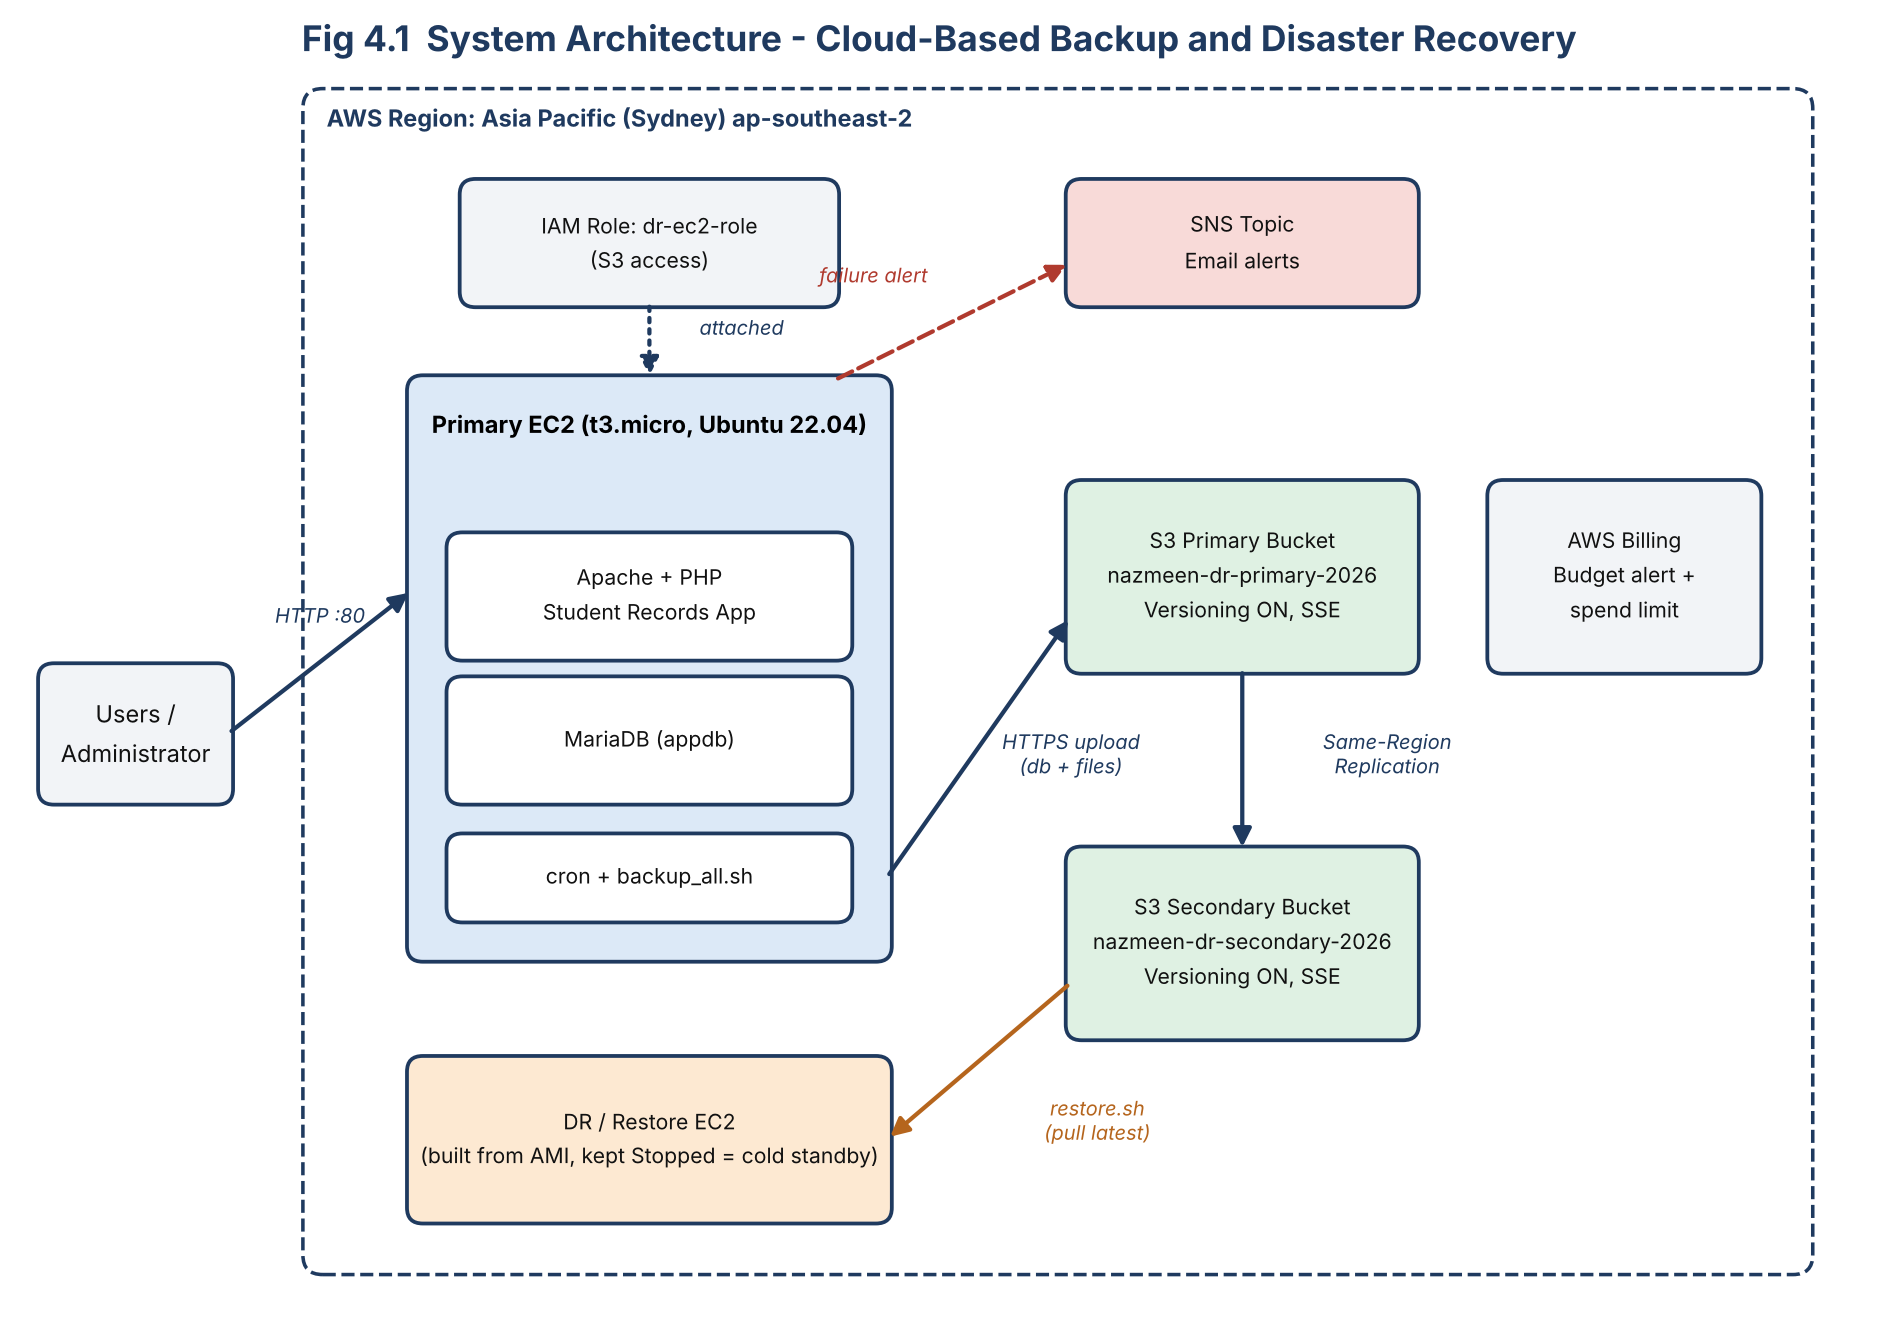 Fig 4.1 System Architecture - Cloud-Based Backup and Disaster Recovery
AWS Region: Asia Pacific (Sydney) ap-southeast-2
IAM Role: dr-ec2-role
(S3 access)
SNS Topic
Email alerts
failure alert
attached
Primary EC2 (t3.micro, Ubuntu 22.04)
Apache + PHP
Student Records App
MariaDB (appdb)
cron + backup_all.sh
HTTP :80
Users /
Administrator
S3 Primary Bucket
nazmeen-dr-primary-2026
Versioning ON, SSE
AWS Billing
Budget alert +
spend limit
HTTPS upload
(db + files)
Same-Region
Replication
S3 Secondary Bucket
nazmeen-dr-secondary-2026
Versioning ON, SSE
DR / Restore EC2
(built from AMI, kept Stopped = cold standby)
restore.sh
(pull latest)